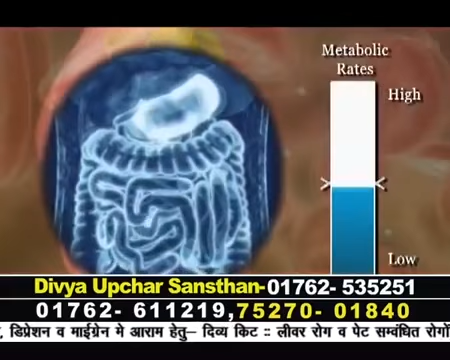 Metabolic
Rates
High
Low
Divya Upchar Sansthan-01762- 535251
01762- 611219,75270- 01840
, डिप्रेशन व माईग्रेन मे आराम हेतु– दिव्य किट :: लीवर रोग व पेट सम्वंधित रोगों